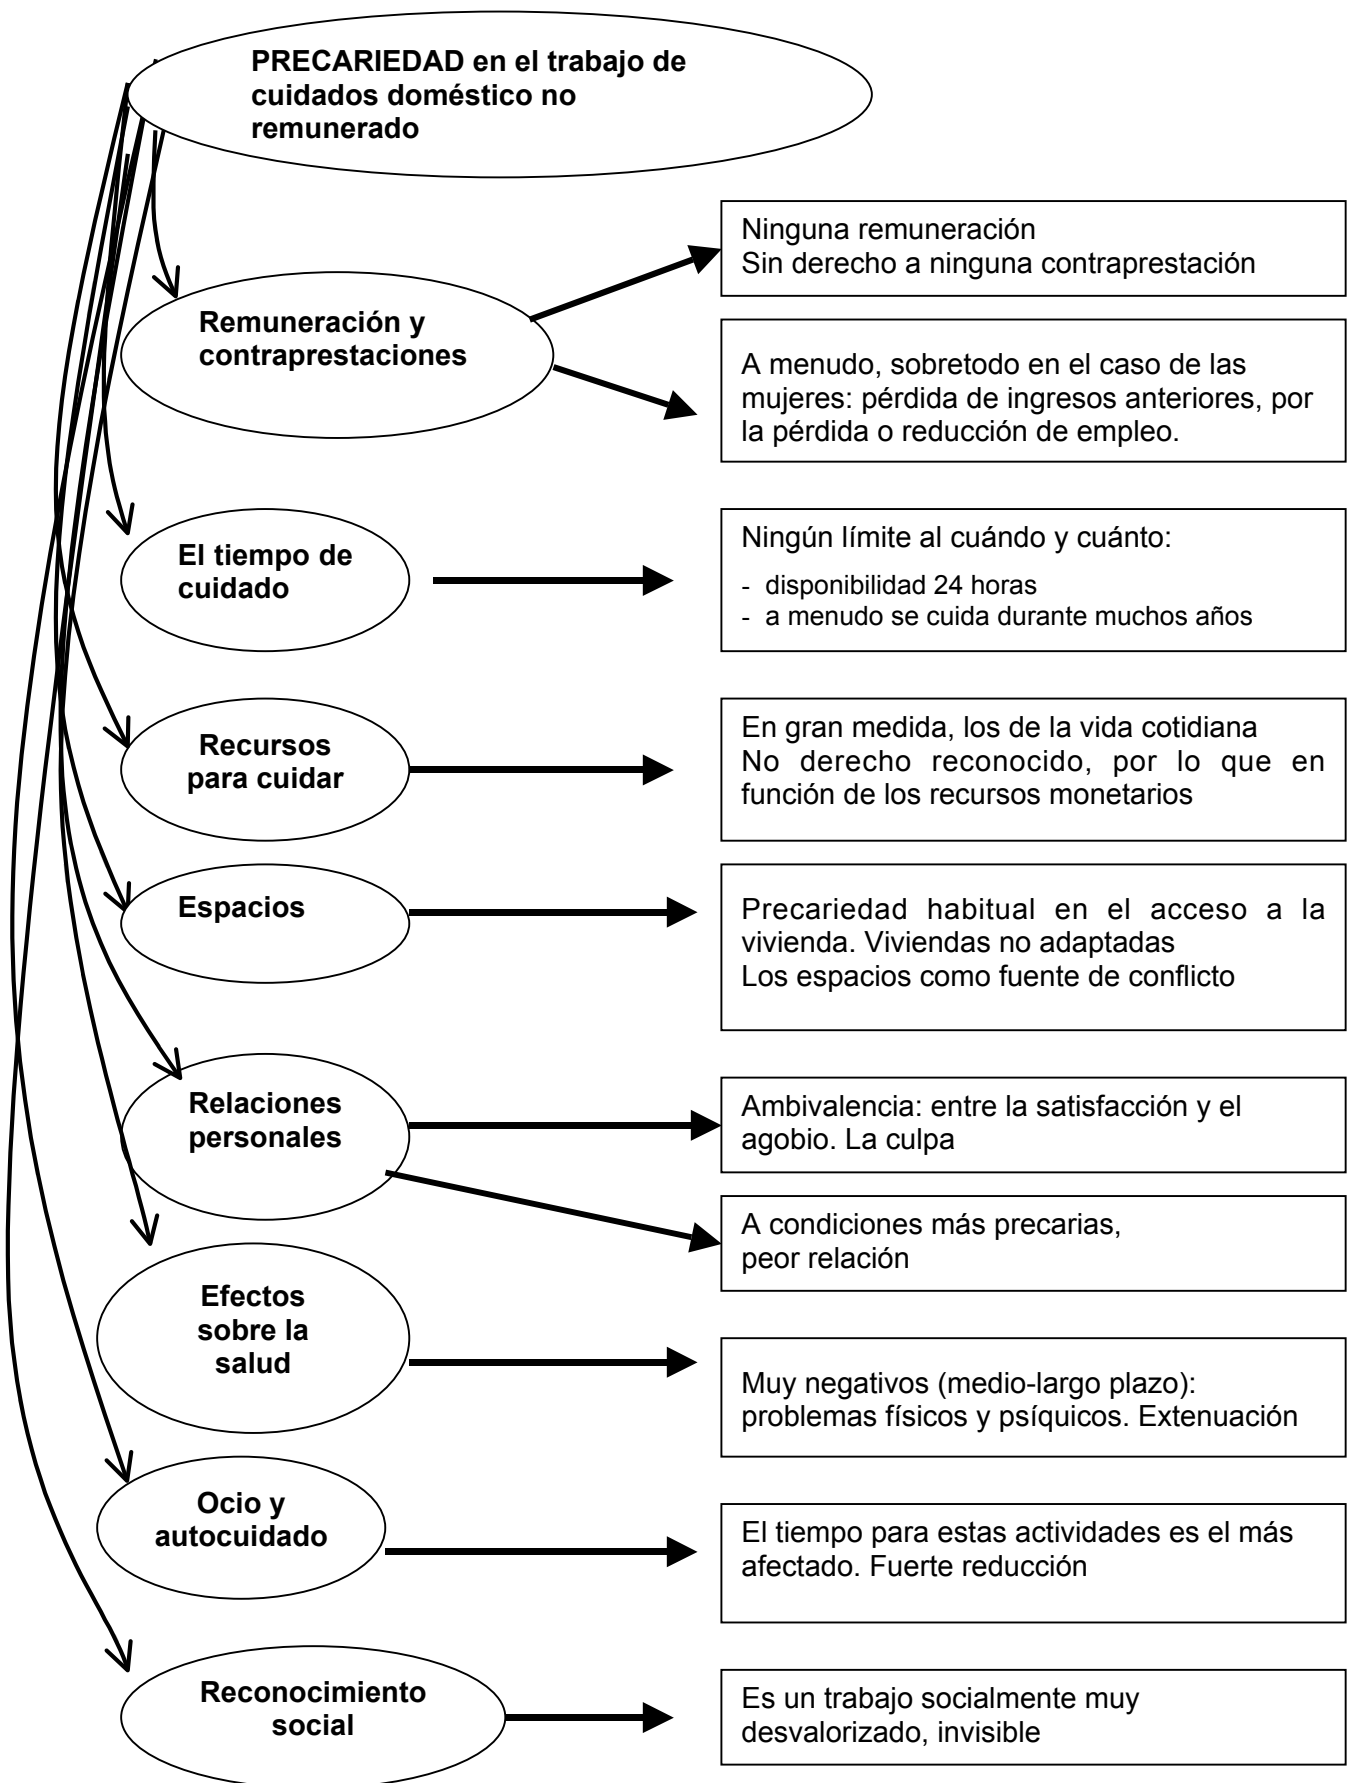 PRECARIEDAD en el trabajo de
cuidados doméstico no
remunerado
Remuneración y
contraprestaciones
Ninguna remuneración
Sin derecho a ninguna contraprestación
A menudo, sobretodo en el caso de las
mujeres: pérdida de ingresos anteriores, por
la pérdida o reducción de empleo.
El tiempo de
cuidado
Ningún límite al cuándo y cuánto:
- disponibilidad 24 horas
- a menudo se cuida durante muchos años
Recursos
para cuidar
En gran medida, los de la vida cotidiana
No derecho reconocido, por lo que en
función de los recursos monetarios
Espacios
Precariedad habitual en el acceso a la
vivienda. Viviendas no adaptadas
Los espacios como fuente de conflicto
Relaciones
personales
Ambivalencia: entre la satisfacción y el
agobio. La culpa
A condiciones más precarias,
peor relación
Efectos
sobre la
salud
Muy negativos (medio-largo plazo):
problemas físicos y psíquicos. Extenuación
Ocio y
autocuidado
El tiempo para estas actividades es el más
afectado. Fuerte reducción
Reconocimiento
social
Es un trabajo socialmente muy
desvalorizado, invisible